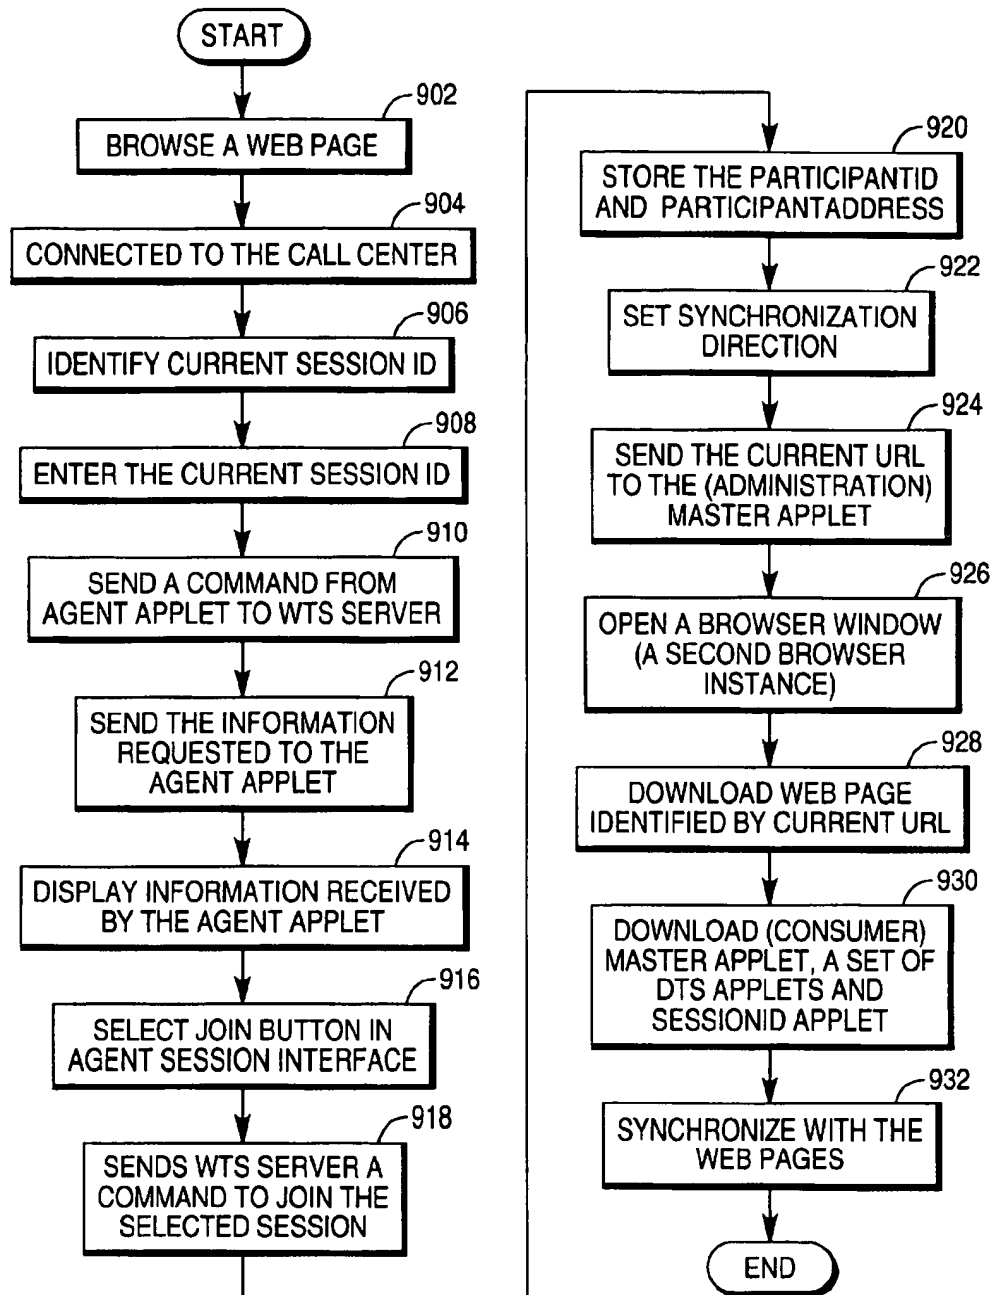 START
902
BROWSE A WEB PAGE
904
CONNECTED TO THE CALL CENTER
906
IDENTIFY CURRENT SESSION ID
908
ENTER THE CURRENT SESSION ID
910
SEND A COMMAND FROM
AGENT APPLET TO WTS SERVER
912
SEND THE INFORMATION
REQUESTED TO THE
AGENT APPLET
914
DISPLAY INFORMATION RECEIVED
BY THE AGENT APPLET
916
SELECT JOIN BUTTON IN
AGENT SESSION INTERFACE
918
SENDS WTS SERVER A
COMMAND TO JOIN THE
SELECTED SESSION
920
STORE THE PARTICIPANTID
AND PARTICIPANTADDRESS
922
SET SYNCHRONIZATION
DIRECTION
924
SEND THE CURRENT URL
TO THE (ADMINISTRATION)
MASTER APPLET
926
OPEN A BROWSER WINDOW
(A SECOND BROWSER
INSTANCE)
928
DOWNLOAD WEB PAGE
IDENTIFIED BY CURRENT URL
930
DOWNLOAD (CONSUMER)
MASTER APPLET, A SET OF
DTS APPLETS AND
SESSIONID APPLET
932
SYNCHRONIZE WITH THE
WEB PAGES
END